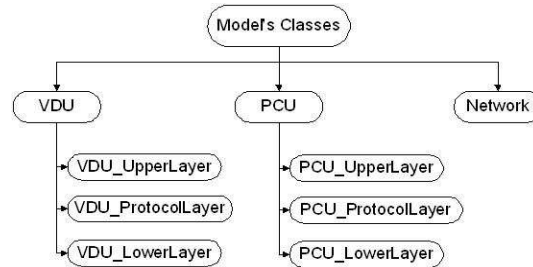 Model's Classes
VDU
PCU
Network
VDU_UpperLayer
PCU_UpperLayer
VDU_ProtocolLayer
PCU_ProtocolLayer
VDU_LowerLayer
PCU_LowerLayer